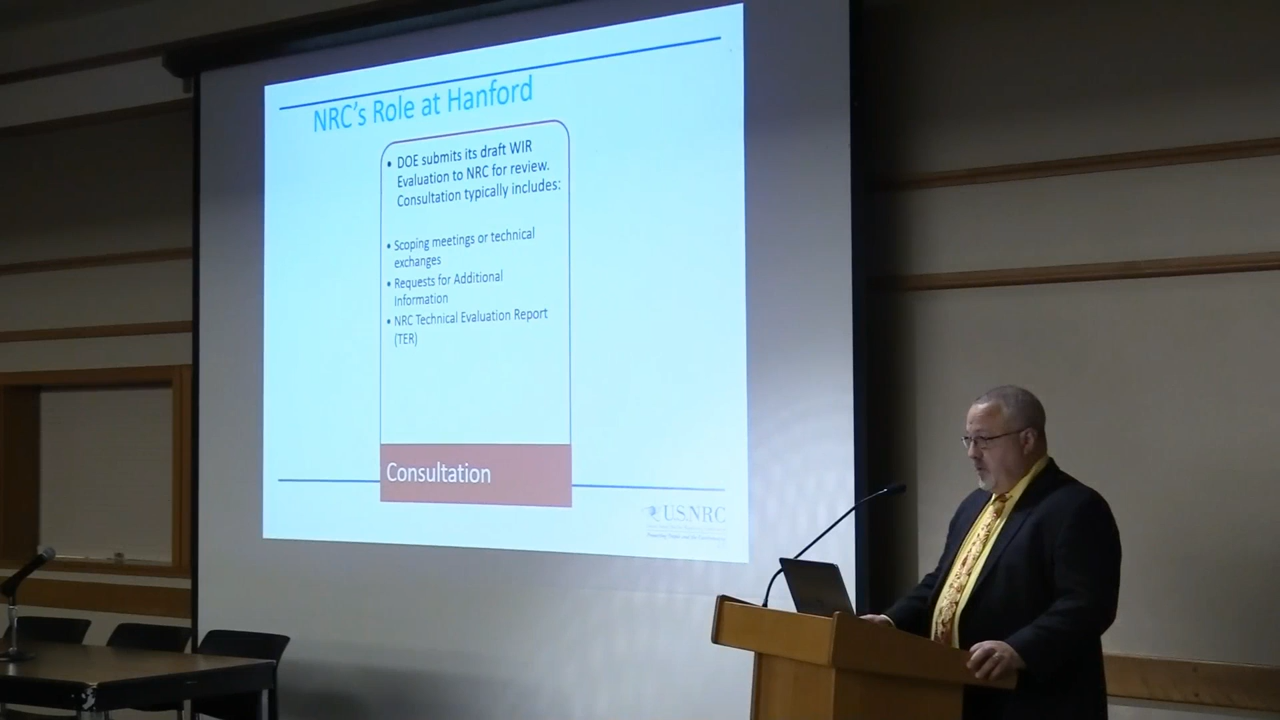 NRC's Role at Hanford
• DOE submits its draft WIR
Evaluation to NRC for review.
Consultation typically includes:
• Scoping meetings or technical
exchanges
• Requests for Additional
Information
• NRC Technical Evaluation Report
(TER)
Consultation
U.S.NRC